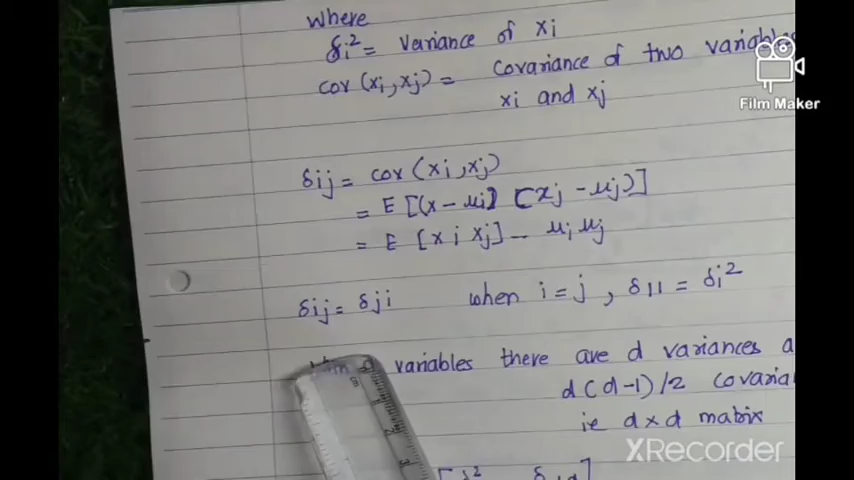 where
δi² = variance of xi
cov (xi,xj) = covariance of two variables
xi and xj
Film Maker
δij = cov (xi,xj)
= E [(x - μi) (xj - μj)]
= E [xi xj] - μi μj
δij = δji when i = j , δ11 = δi²
variables there are d variances a
d(d-1)/2 covaria
ie dxd matrix
XRecorder